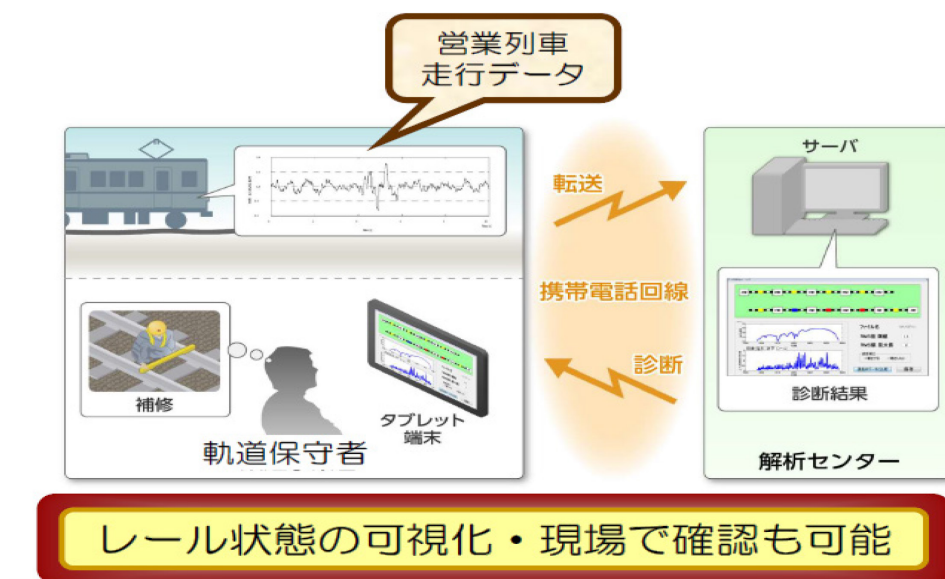 営業列車
走行データ
転送
携帯電話回線
診断
サーバ
診断結果
解析センター
補修
軌道保守者
タブレット
端末
レール状態の可視化・現場で確認も可能